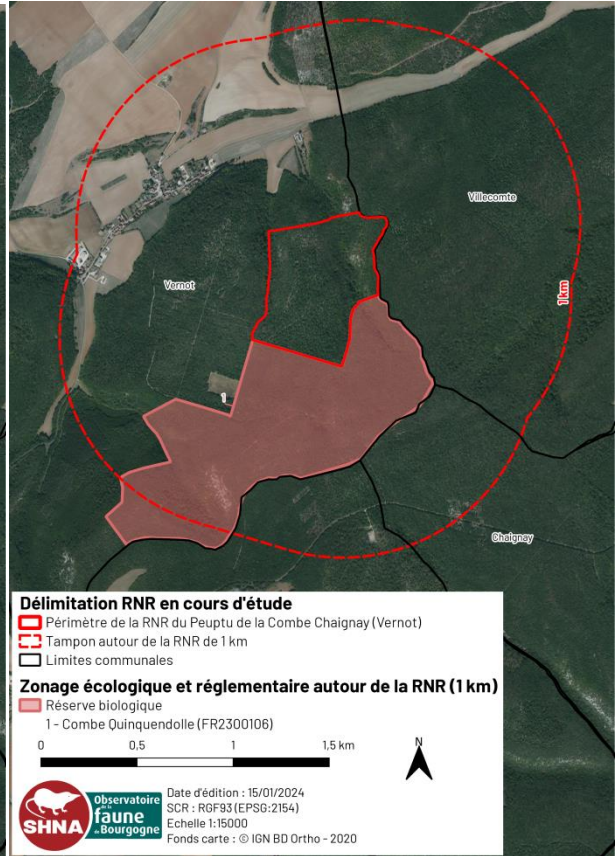 Villecomte
Vernot
1km
1
Chaignay
Délimitation RNR en cours d'étude
Périmètre de la RNR du Peuptu de la Combe Chaignay (Vernot)
Tampon autour de la RNR de 1 km
Limites communales
Zonage écologique et réglementaire autour de la RNR (1 km)
Réserve biologique
1 - Combe Quinquendolle (FR2300106)
0 0,5 1 1,5 km
N
SHNA
Observatoire
de la
faune
de Bourgogne
Date d'édition : 15/01/2024
SCR : RGF93 (EPSG:2154)
Echelle 1:15000
Fonds carte : © IGN BD Ortho - 2020